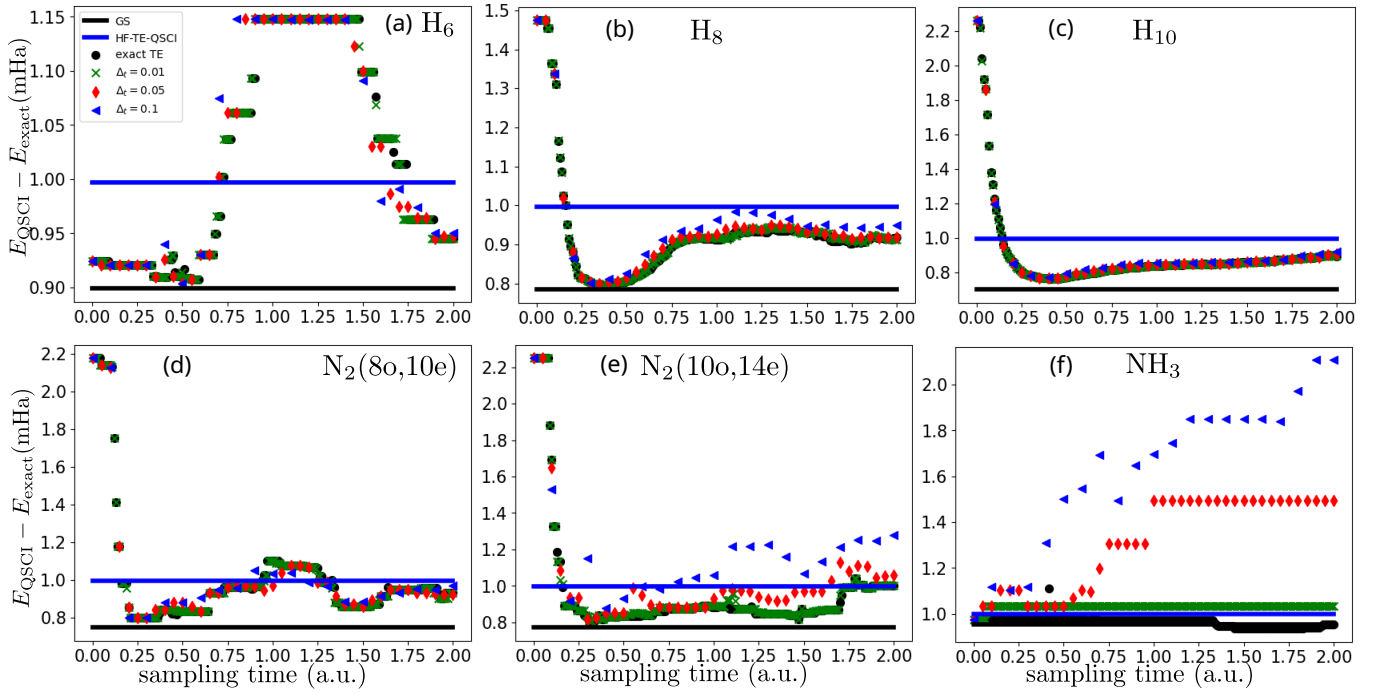 GS
HF-TE-QSCI
exact TE
Δt = 0.01
Δt = 0.05
Δt = 0.1
(a) H6
E_QSCI − E_exact(mHa)
1.15
1.10
1.05
1.00
0.95
0.90
0.00 0.25 0.50 0.75 1.00 1.25 1.50 1.75 2.00
(b) H8
1.5
1.4
1.3
1.2
1.1
1.0
0.9
0.8
0.00 0.25 0.50 0.75 1.00 1.25 1.50 1.75 2.00
(c) H10
2.2
2.0
1.8
1.6
1.4
1.2
1.0
0.8
0.00 0.25 0.50 0.75 1.00 1.25 1.50 1.75 2.00
(d) N2(8o,10e)
E_QSCI − E_exact(mHa)
2.2
2.0
1.8
1.6
1.4
1.2
1.0
0.8
0.00 0.25 0.50 0.75 1.00 1.25 1.50 1.75 2.00
sampling time (a.u.)
(e) N2(10o,14e)
2.2
2.0
1.8
1.6
1.4
1.2
1.0
0.8
0.00 0.25 0.50 0.75 1.00 1.25 1.50 1.75 2.00
sampling time (a.u.)
(f) NH3
2.0
1.8
1.6
1.4
1.2
1.0
0.00 0.25 0.50 0.75 1.00 1.25 1.50 1.75 2.00
sampling time (a.u.)